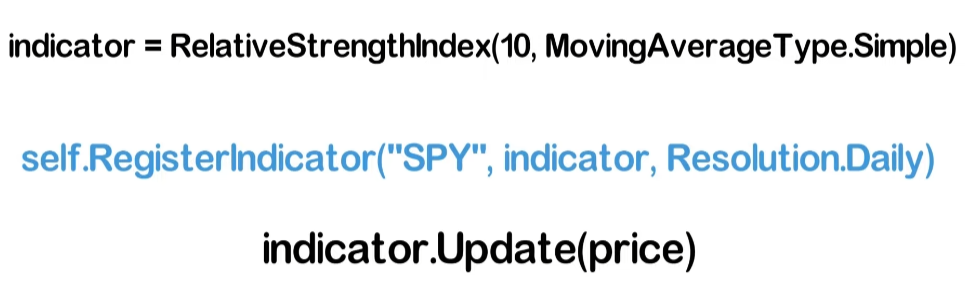 indicator = RelativeStrengthIndex(10, MovingAverageType.Simple)
self.RegisterIndicator("SPY", indicator, Resolution.Daily)
indicator.Update(price)